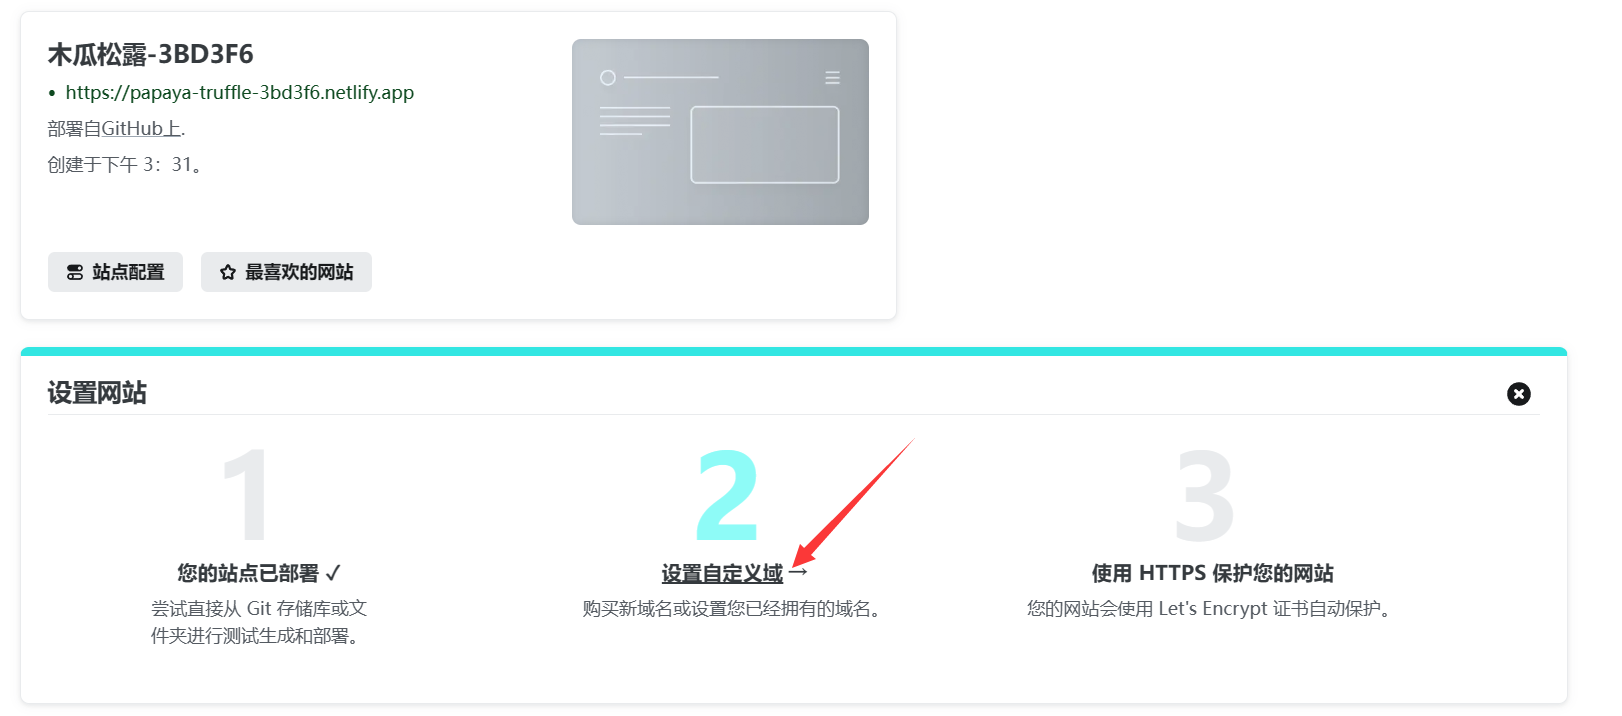 木瓜松露-3BD3F6
• https://papaya-truffle-3bd3f6.netlify.app
部署自GitHub上.
创建于下午 3：31。
站点配置
最喜欢的网站
设置网站
1
2
3
您的站点已部署 ✓
尝试直接从 Git 存储库或文
件夹进行测试生成和部署。
设置自定义域 →
购买新域名或设置您已经拥有的域名。
使用 HTTPS 保护您的网站
您的网站会使用 Let's Encrypt 证书自动保护。